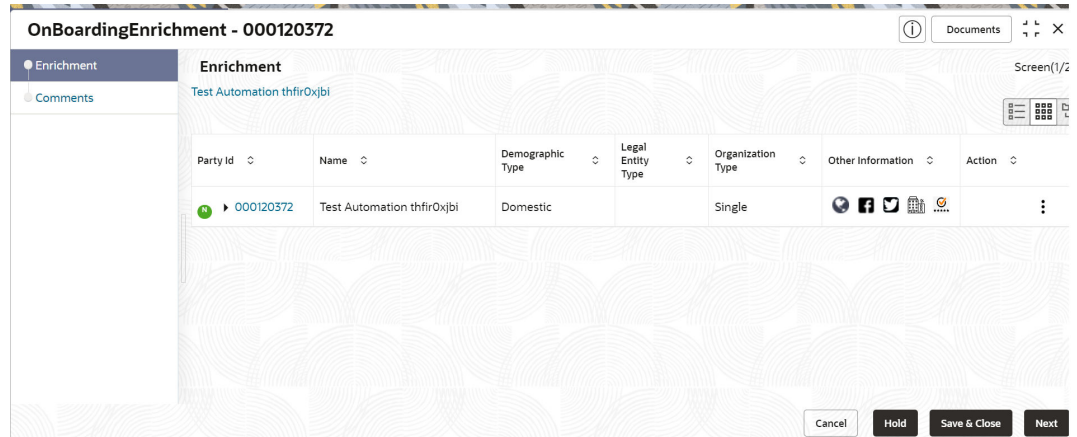 OnBoardingEnrichment - 000120372
Documents
Enrichment
Comments
Enrichment
Screen(1/2
Test Automation thfir0xjbi
Party Id
Name
Demographic
Type
Legal
Entity
Type
Organization
Type
Other Information
Action
N
000120372
Test Automation thfir0xjbi
Domestic
Single
Cancel
Hold
Save & Close
Next